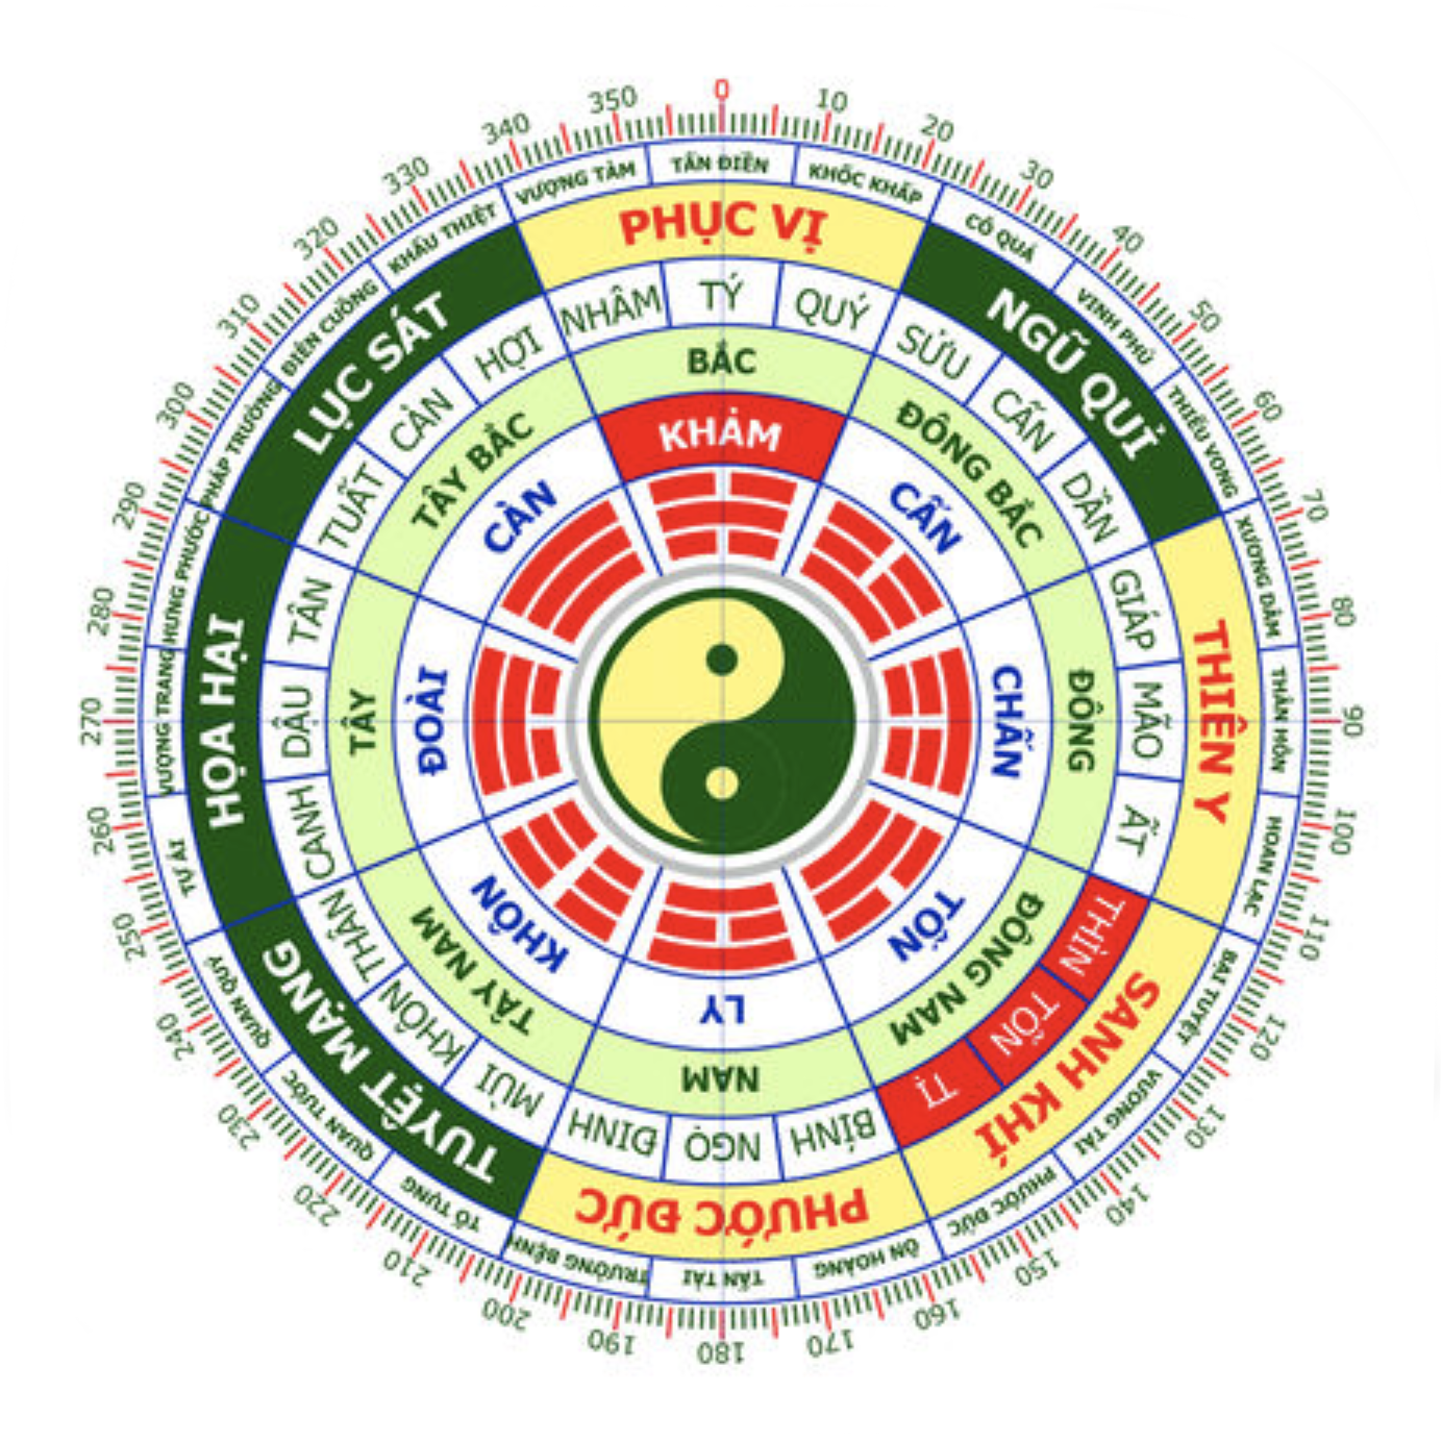 0
10
20
30
40
50
60
70
80
90
100
110
120
130
140
150
160
170
180
190
200
210
220
230
240
250
260
270
280
290
300
310
320
330
340
350
TẤN ĐIỀN
KHỐC KHẤP
CÔ QUẢ
VINH PHÚ
THIẾU VONG
XƯƠNG DÂM
THÂN HÔN
HOAN LẠC
BẠI TUYỆT
VƯỢNG TÀI
PHƯỚC ĐỨC
ÔN HOÀNG
TẤN TÀI
TRƯỜNG BỆNH
TỐ TỤNG
QUAN TƯỚC
QUAN QUÝ
TỰ ẢI
VƯỢNG TRANG
HƯNG PHƯỚC
PHÁP TRƯỜNG
ĐIÊN CUỒNG
KHẨU THIỆT
VƯỢNG TÀM
PHỤC VỊ
NGŨ QUỈ
THIÊN Y
SANH KHÍ
PHƯỚC ĐỨC
TUYỆT MẠNG
HỌA HẠI
LỤC SÁT
NHÂM
TÝ
QUÝ
SỬU
CẤN
DẦN
GIÁP
MÃO
ẤT
THÌN
TỐN
TỊ
BÍNH
NGỌ
ĐINH
MÙI
KHÔN
THÂN
CANH
DẬU
TÂN
TUẤT
CÀN
HỢI
BẮC
ĐÔNG BẮC
ĐÔNG
ĐÔNG NAM
NAM
TÂY NAM
TÂY
TÂY BẮC
KHẢM
CẤN
CHẤN
TỐN
LY
KHÔN
ĐOÀI
CÀN